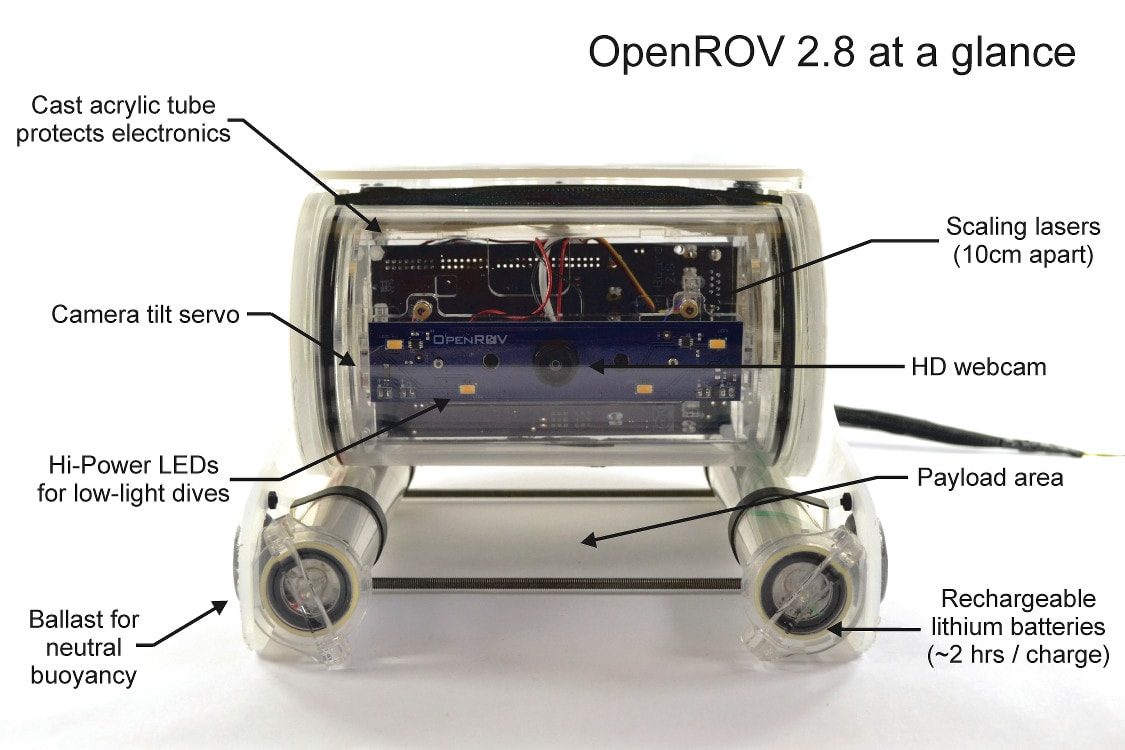 OpenROV 2.8 at a glance
Cast acrylic tube
protects electronics
Scaling lasers
(10cm apart)
Camera tilt servo
OPENROV
HD webcam
Hi-Power LEDs
for low-light dives
Payload area
Ballast for
neutral
buoyancy
Rechargeable
lithium batteries
(~2 hrs / charge)